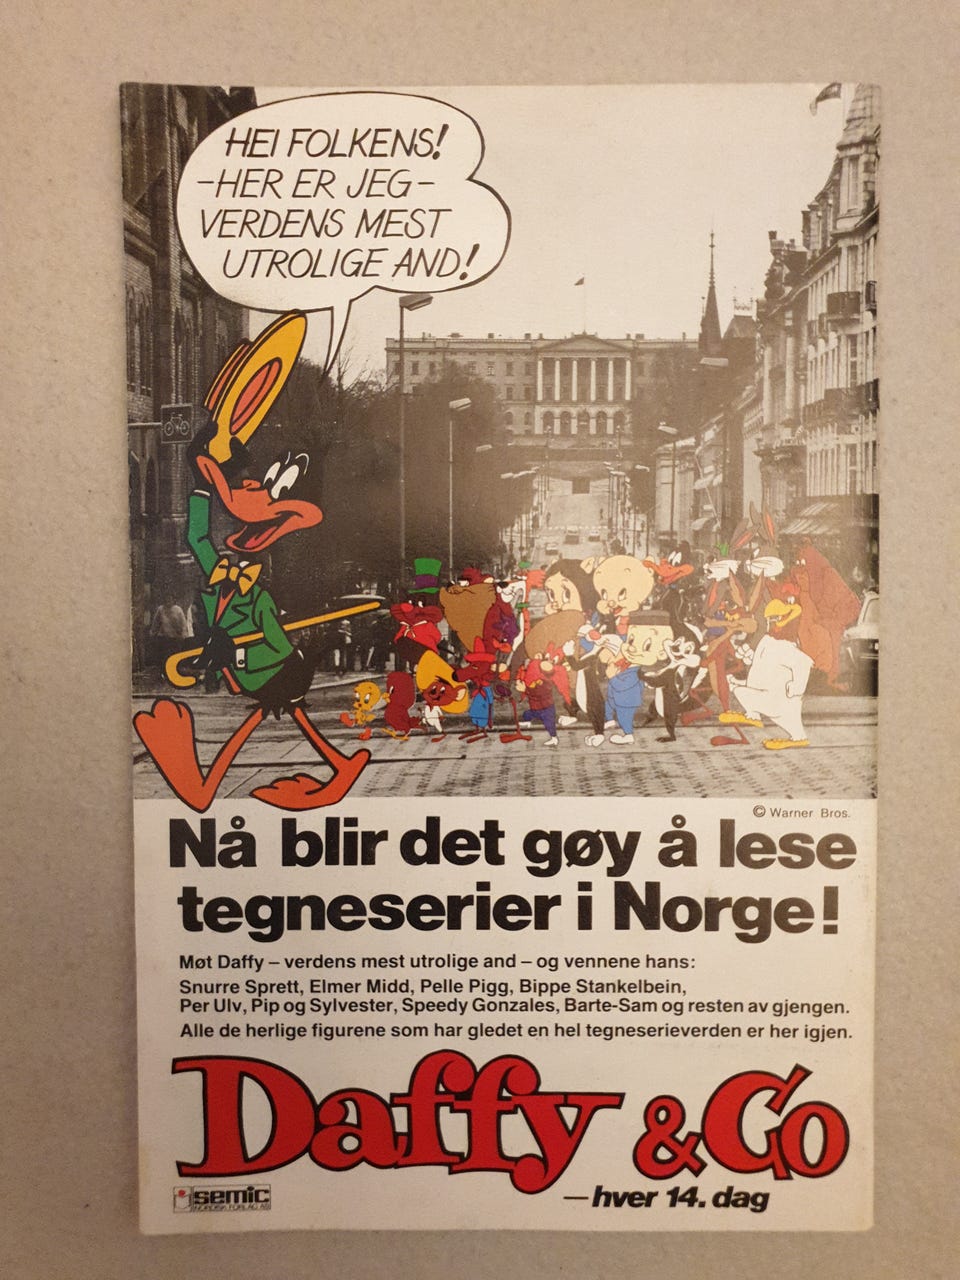 HEI FOLKENS!
-HER ER JEG-
VERDENS MEST
UTROLIGE AND!
© Warner Bros.
Nå blir det gøy å lese
tegneserier i Norge!
Møt Daffy – verdens mest utrolige and – og vennene hans:
Snurre Sprett, Elmer Midd, Pelle Pigg, Bippe Stankelbein,
Per Ulv, Pip og Sylvester, Speedy Gonzales, Barte-Sam og resten av gjengen.
Alle de herlige figurene som har gledet en hel tegneserieverden er her igjen.
Daffy & Co
semic
NORDISK FORLAG AS
—hver 14. dag